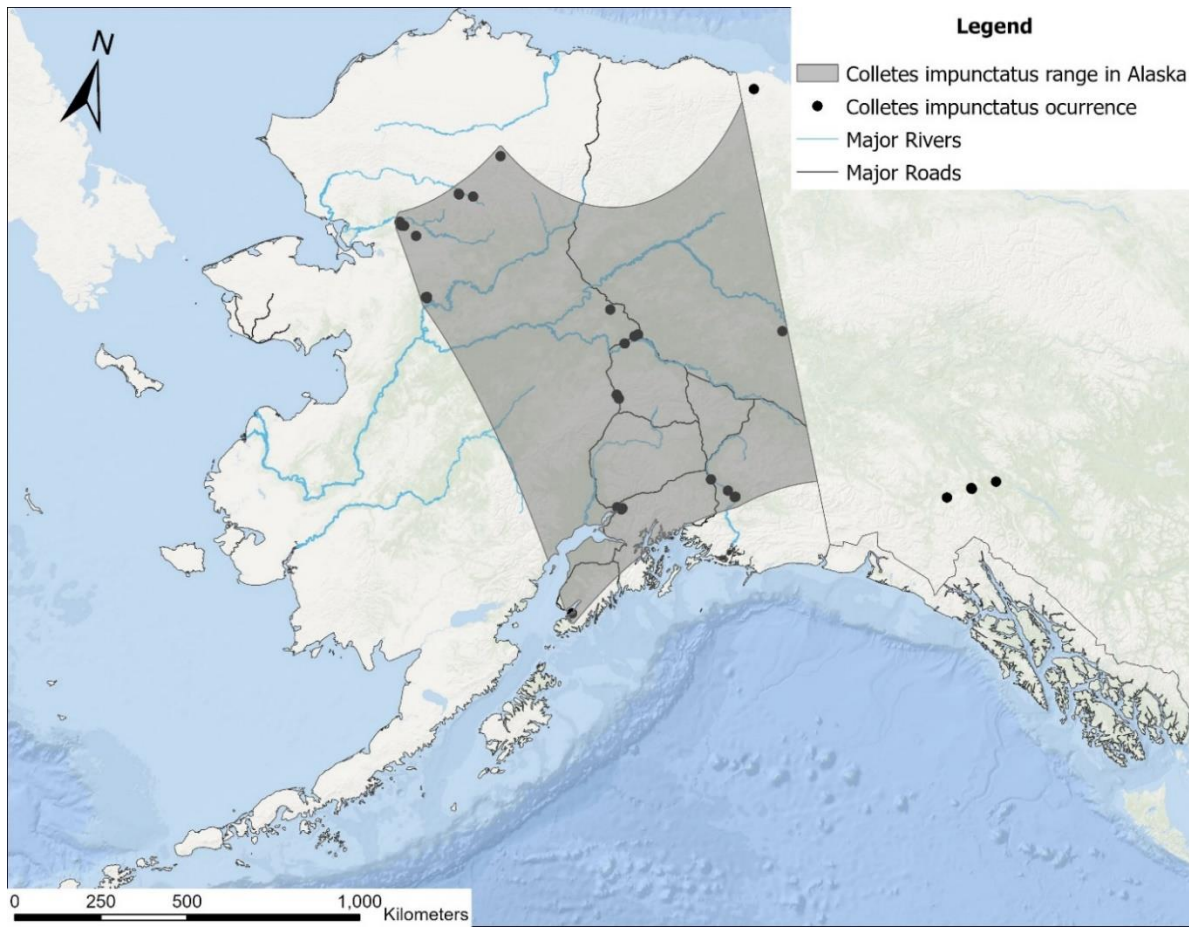 N
Legend
Colletes impunctatus range in Alaska
Colletes impunctatus ocurrence
Major Rivers
Major Roads
0 250 500 1,000
Kilometers